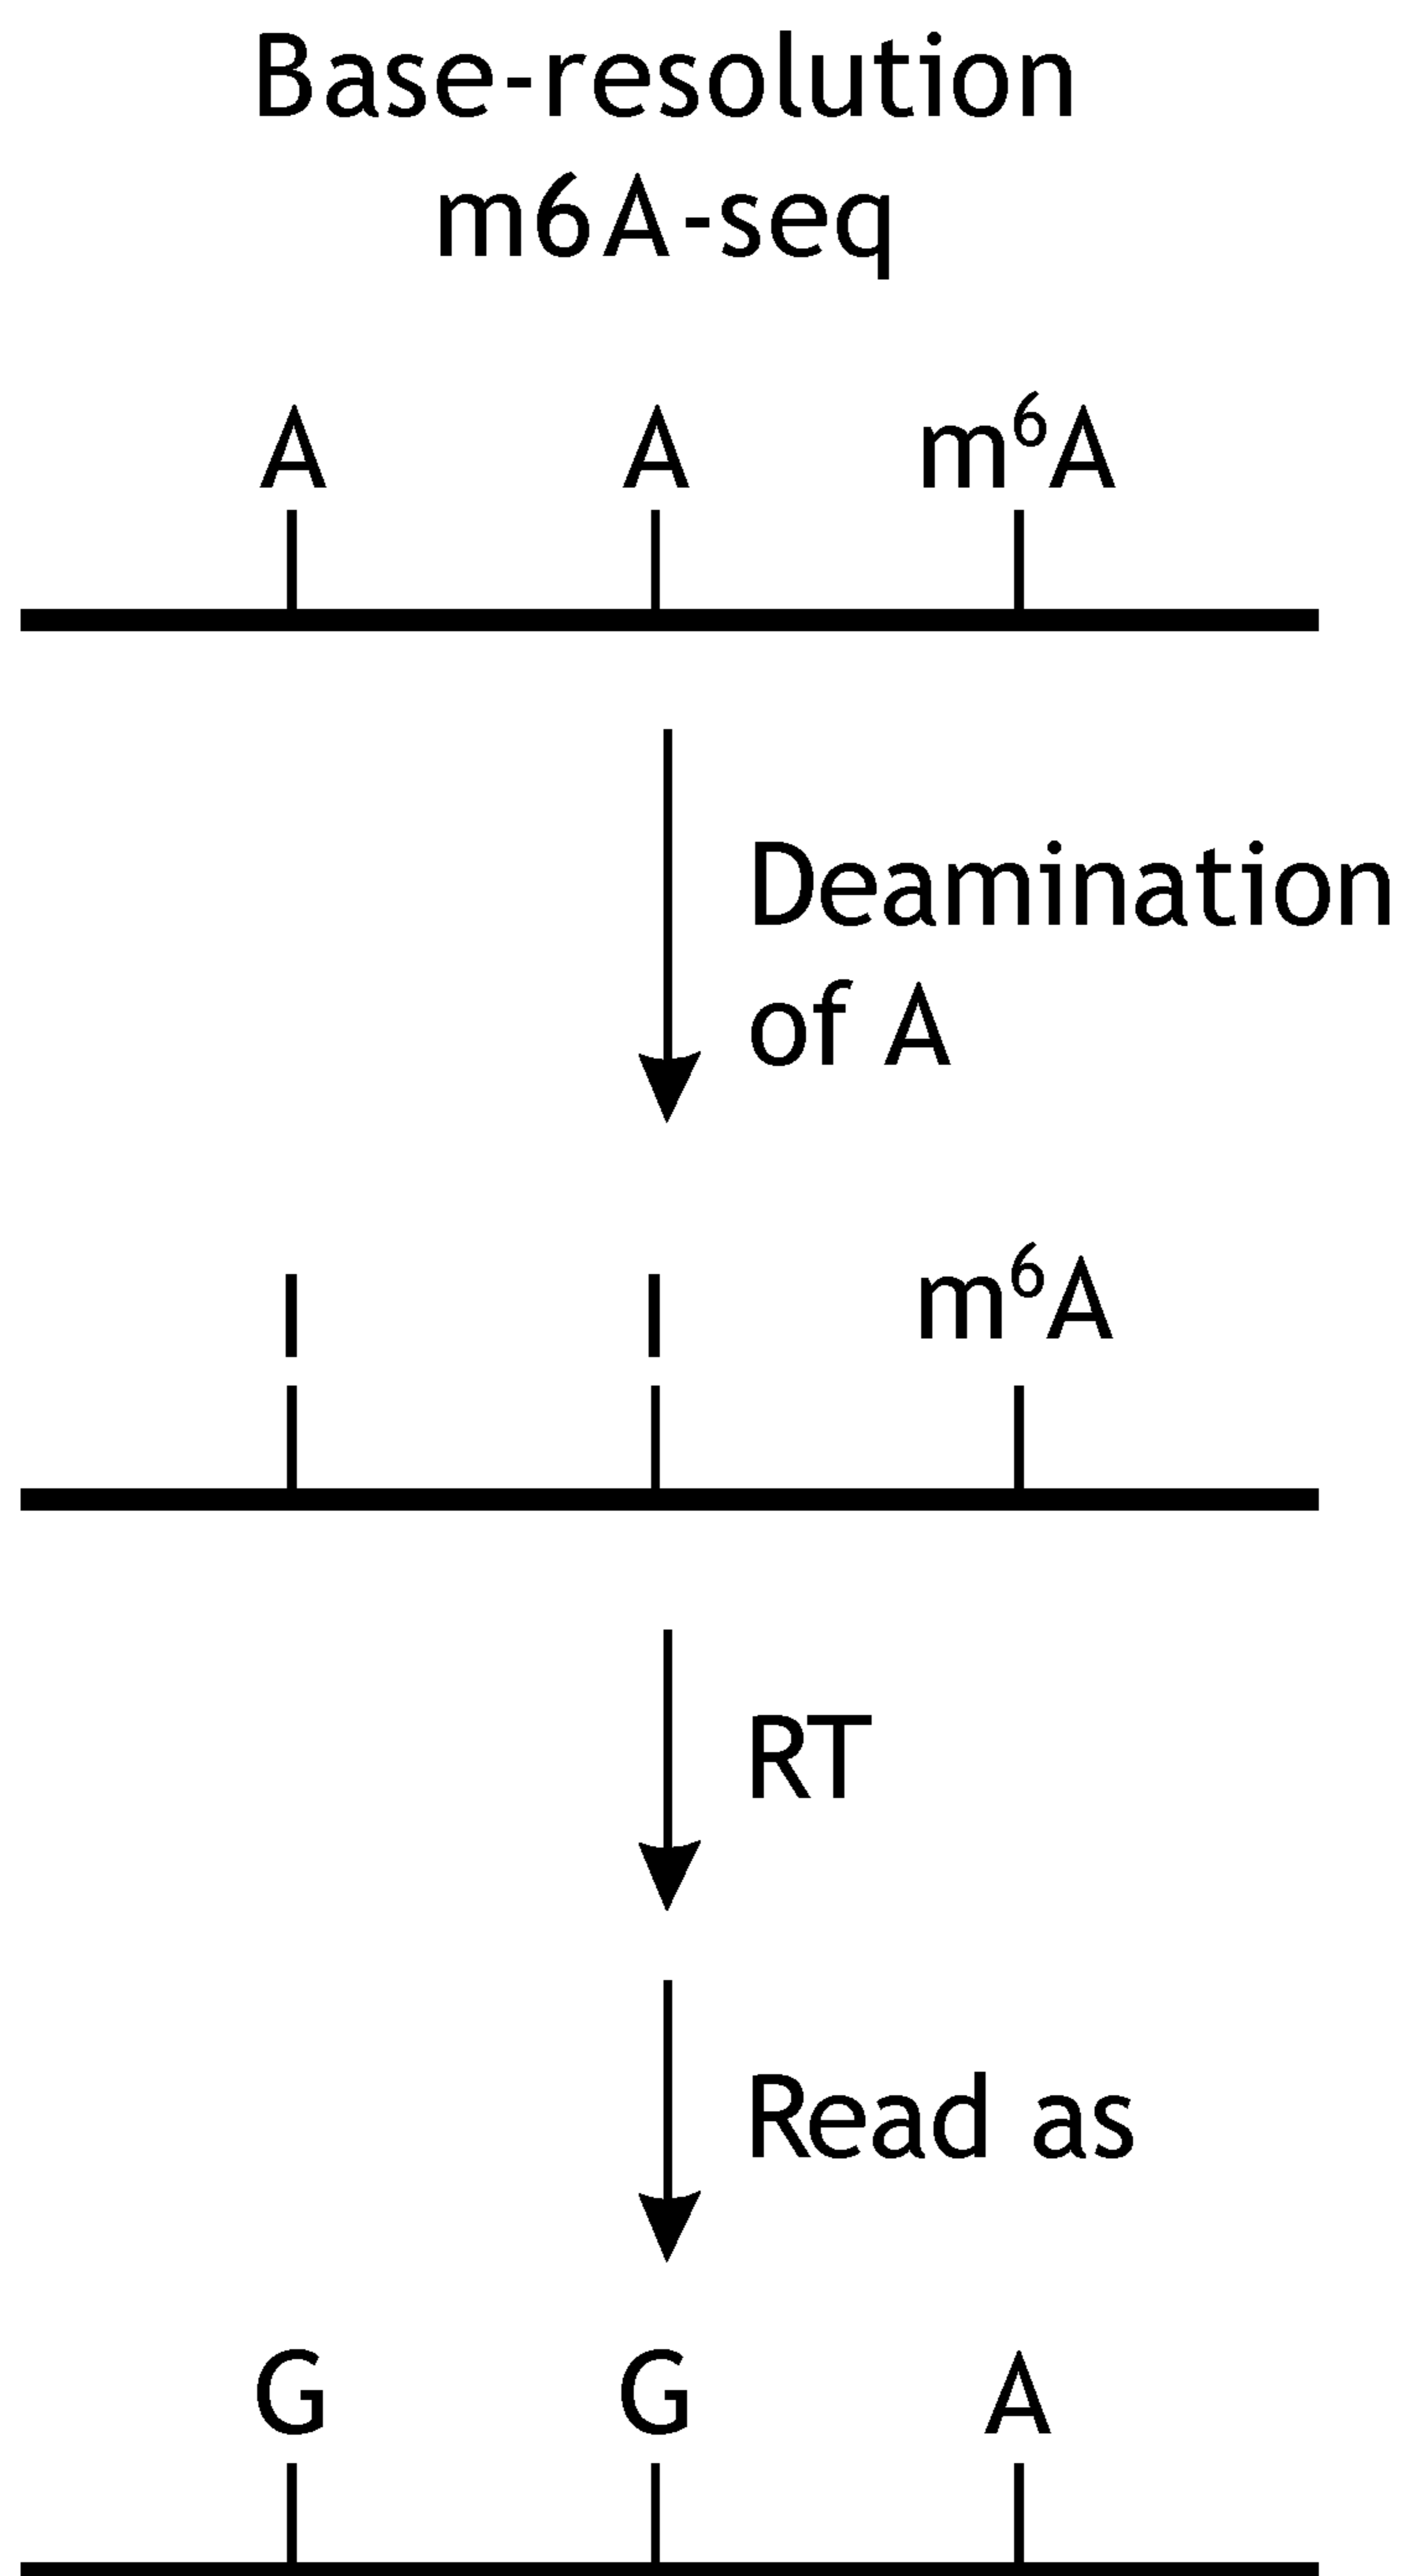 Base-resolution
m6A-seq
A A m⁶A
Deamination
of A
I I m⁶A
RT
Read as
G G A